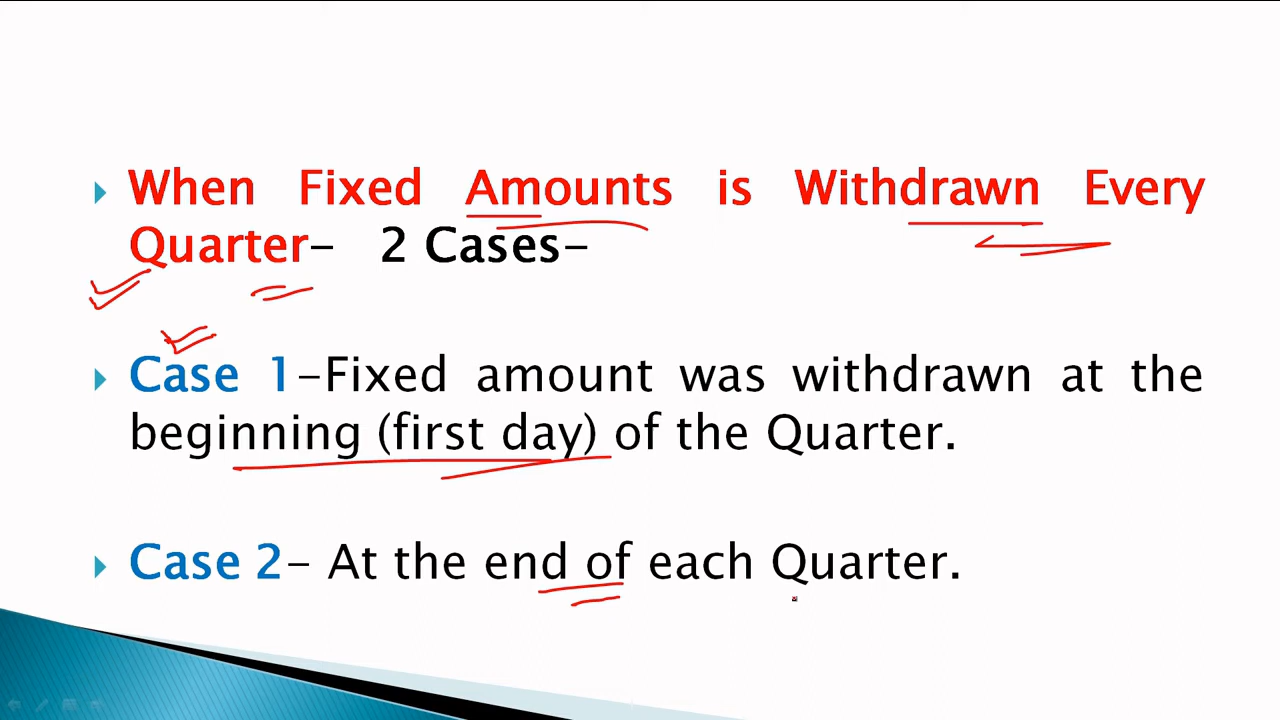 When Fixed Amounts is Withdrawn Every
Quarter- 2 Cases-
Case 1-Fixed amount was withdrawn at the
beginning (first day) of the Quarter.
Case 2- At the end of each Quarter.